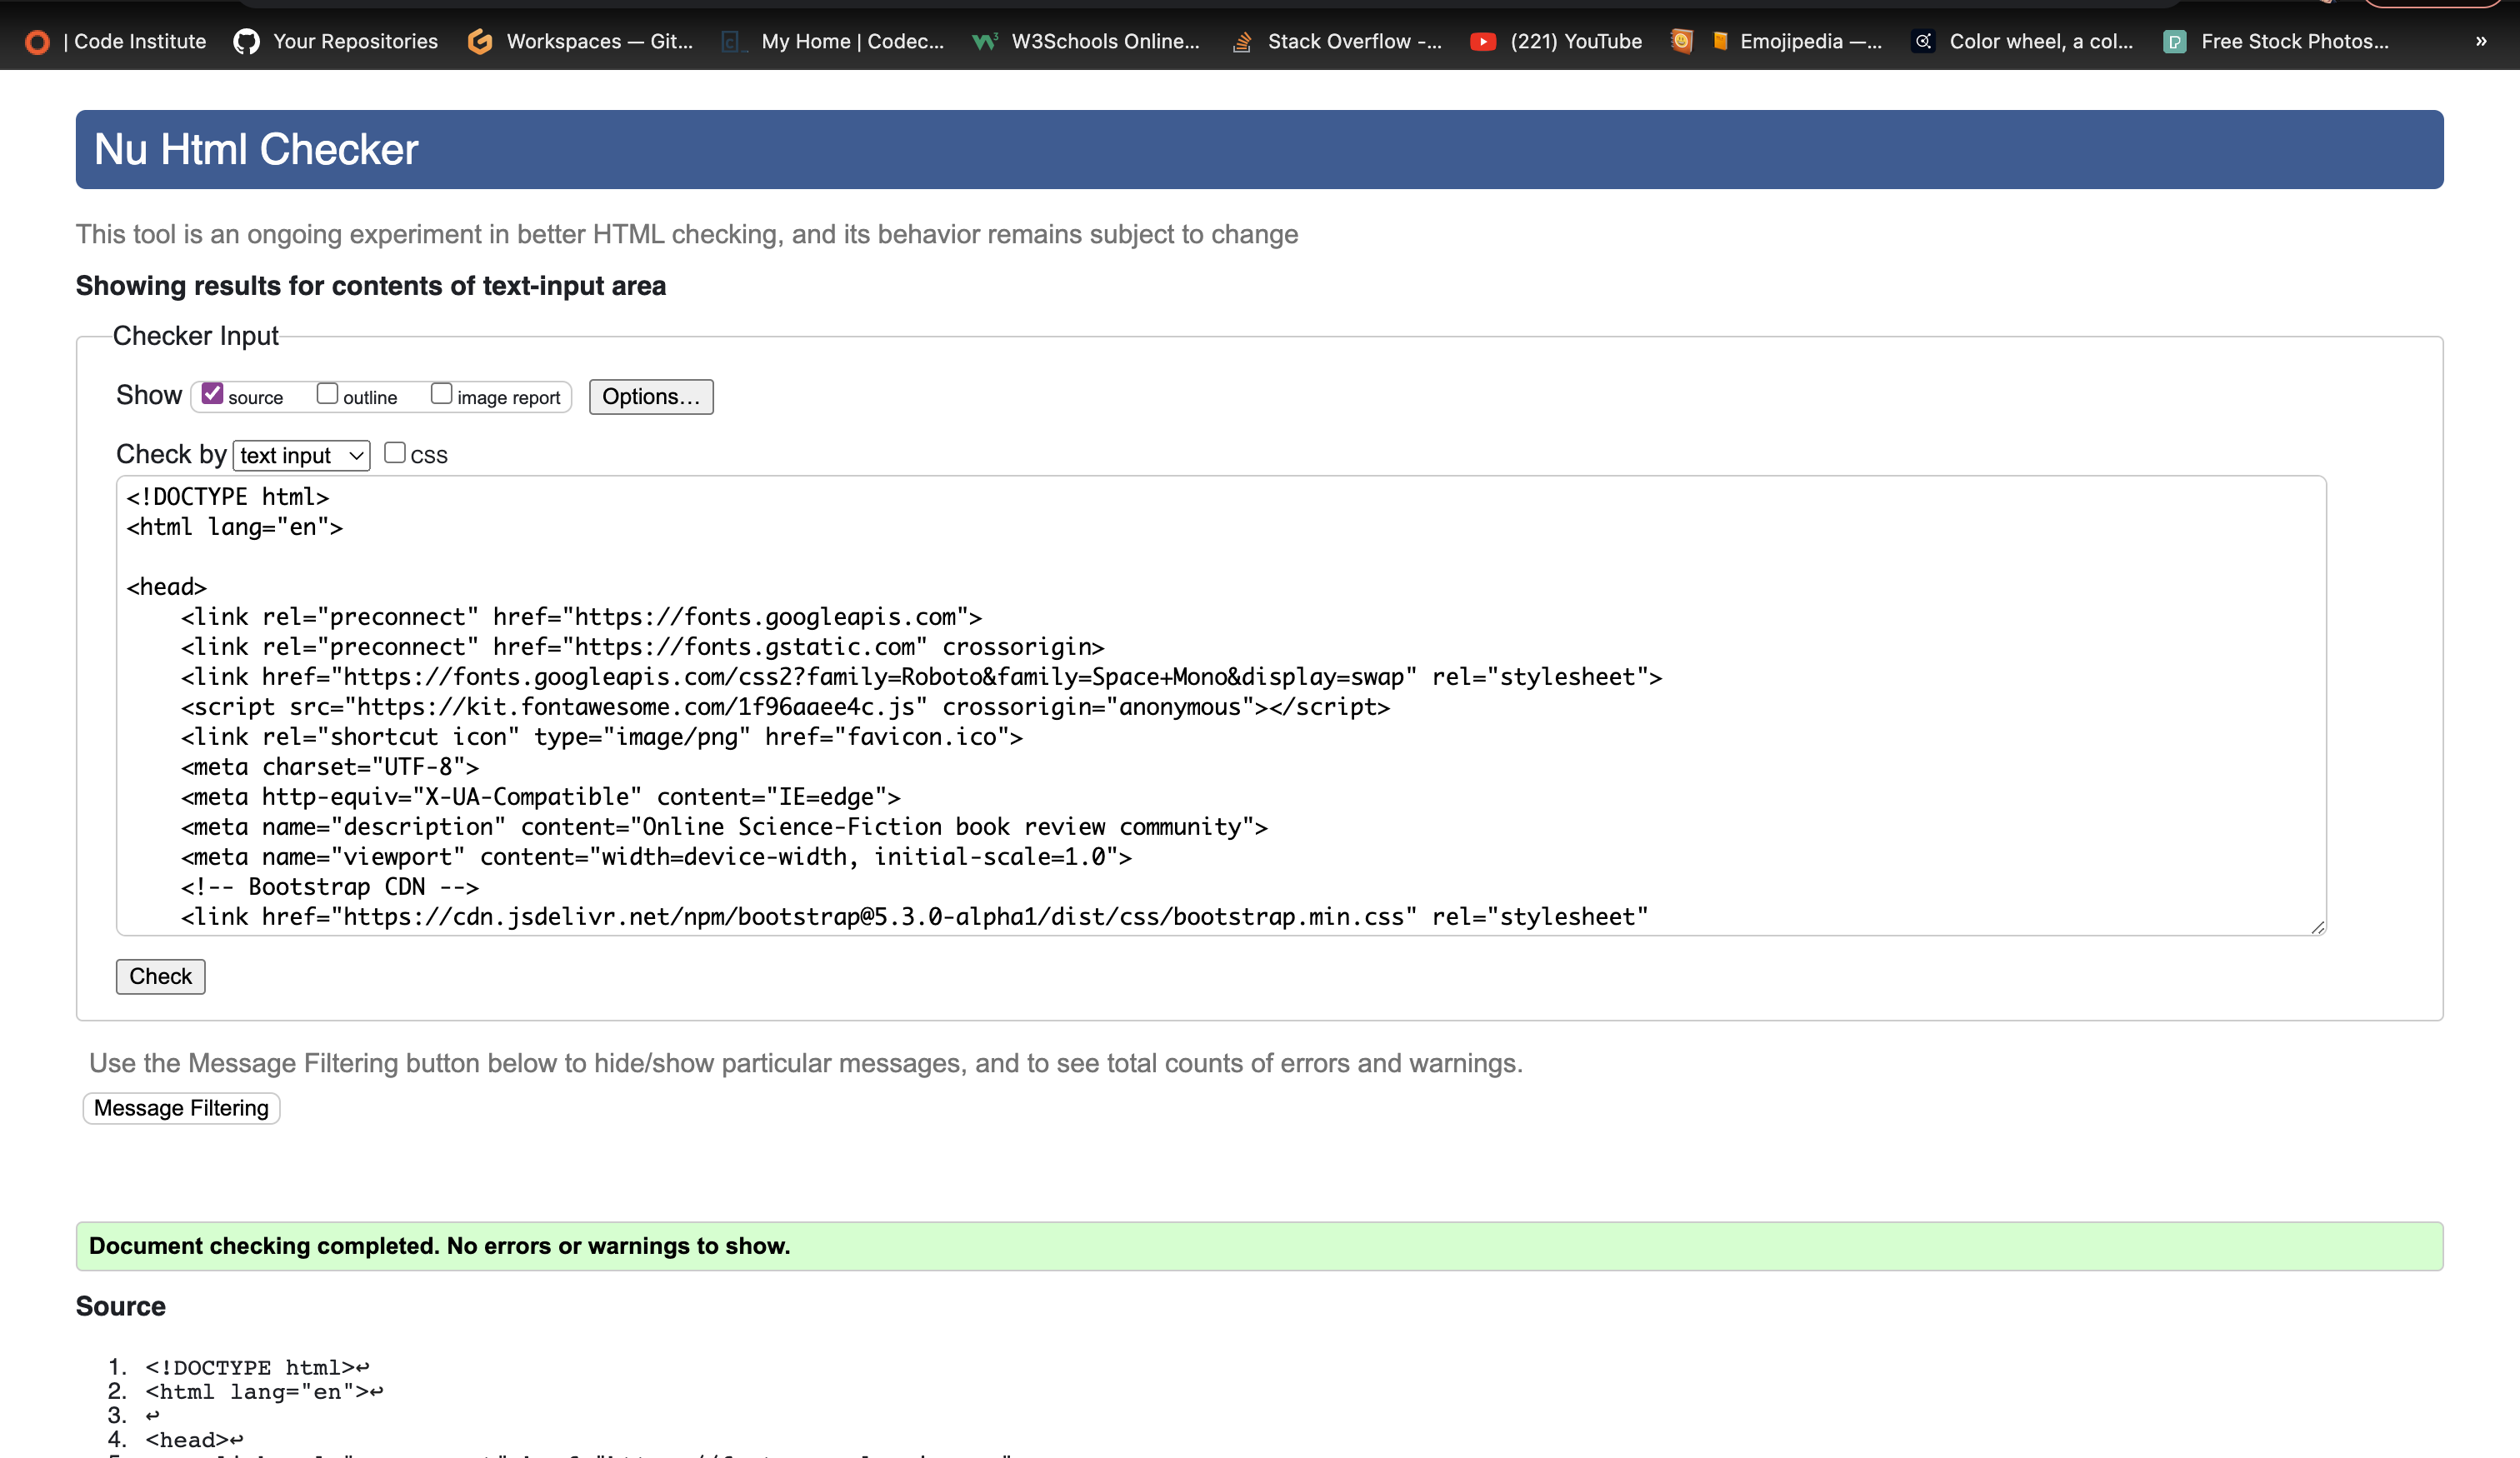 | Code Institute Your Repositories Workspaces — Git... My Home | Codec... W3Schools Online... Stack Overflow -... (221) YouTube Emojipedia —... Color wheel, a col... Free Stock Photos... »
Nu Html Checker
This tool is an ongoing experiment in better HTML checking, and its behavior remains subject to change
Showing results for contents of text-input area
Checker Input
Show source outline image report Options...
Check by text input CSS
<!DOCTYPE html>
<html lang="en">
<head>
<link rel="preconnect" href="https://fonts.googleapis.com">
<link rel="preconnect" href="https://fonts.gstatic.com" crossorigin>
<link href="https://fonts.googleapis.com/css2?family=Roboto&family=Space+Mono&display=swap" rel="stylesheet">
<script src="https://kit.fontawesome.com/1f96aaee4c.js" crossorigin="anonymous"></script>
<link rel="shortcut icon" type="image/png" href="favicon.ico">
<meta charset="UTF-8">
<meta http-equiv="X-UA-Compatible" content="IE=edge">
<meta name="description" content="Online Science-Fiction book review community">
<meta name="viewport" content="width=device-width, initial-scale=1.0">
<!-- Bootstrap CDN -->
<link href="https://cdn.jsdelivr.net/npm/bootstrap@5.3.0-alpha1/dist/css/bootstrap.min.css" rel="stylesheet"
Check
Use the Message Filtering button below to hide/show particular messages, and to see total counts of errors and warnings.
Message Filtering
Document checking completed. No errors or warnings to show.
Source
1. <!DOCTYPE html>↩
2. <html lang="en">↩
3. ↩
4. <head>↩